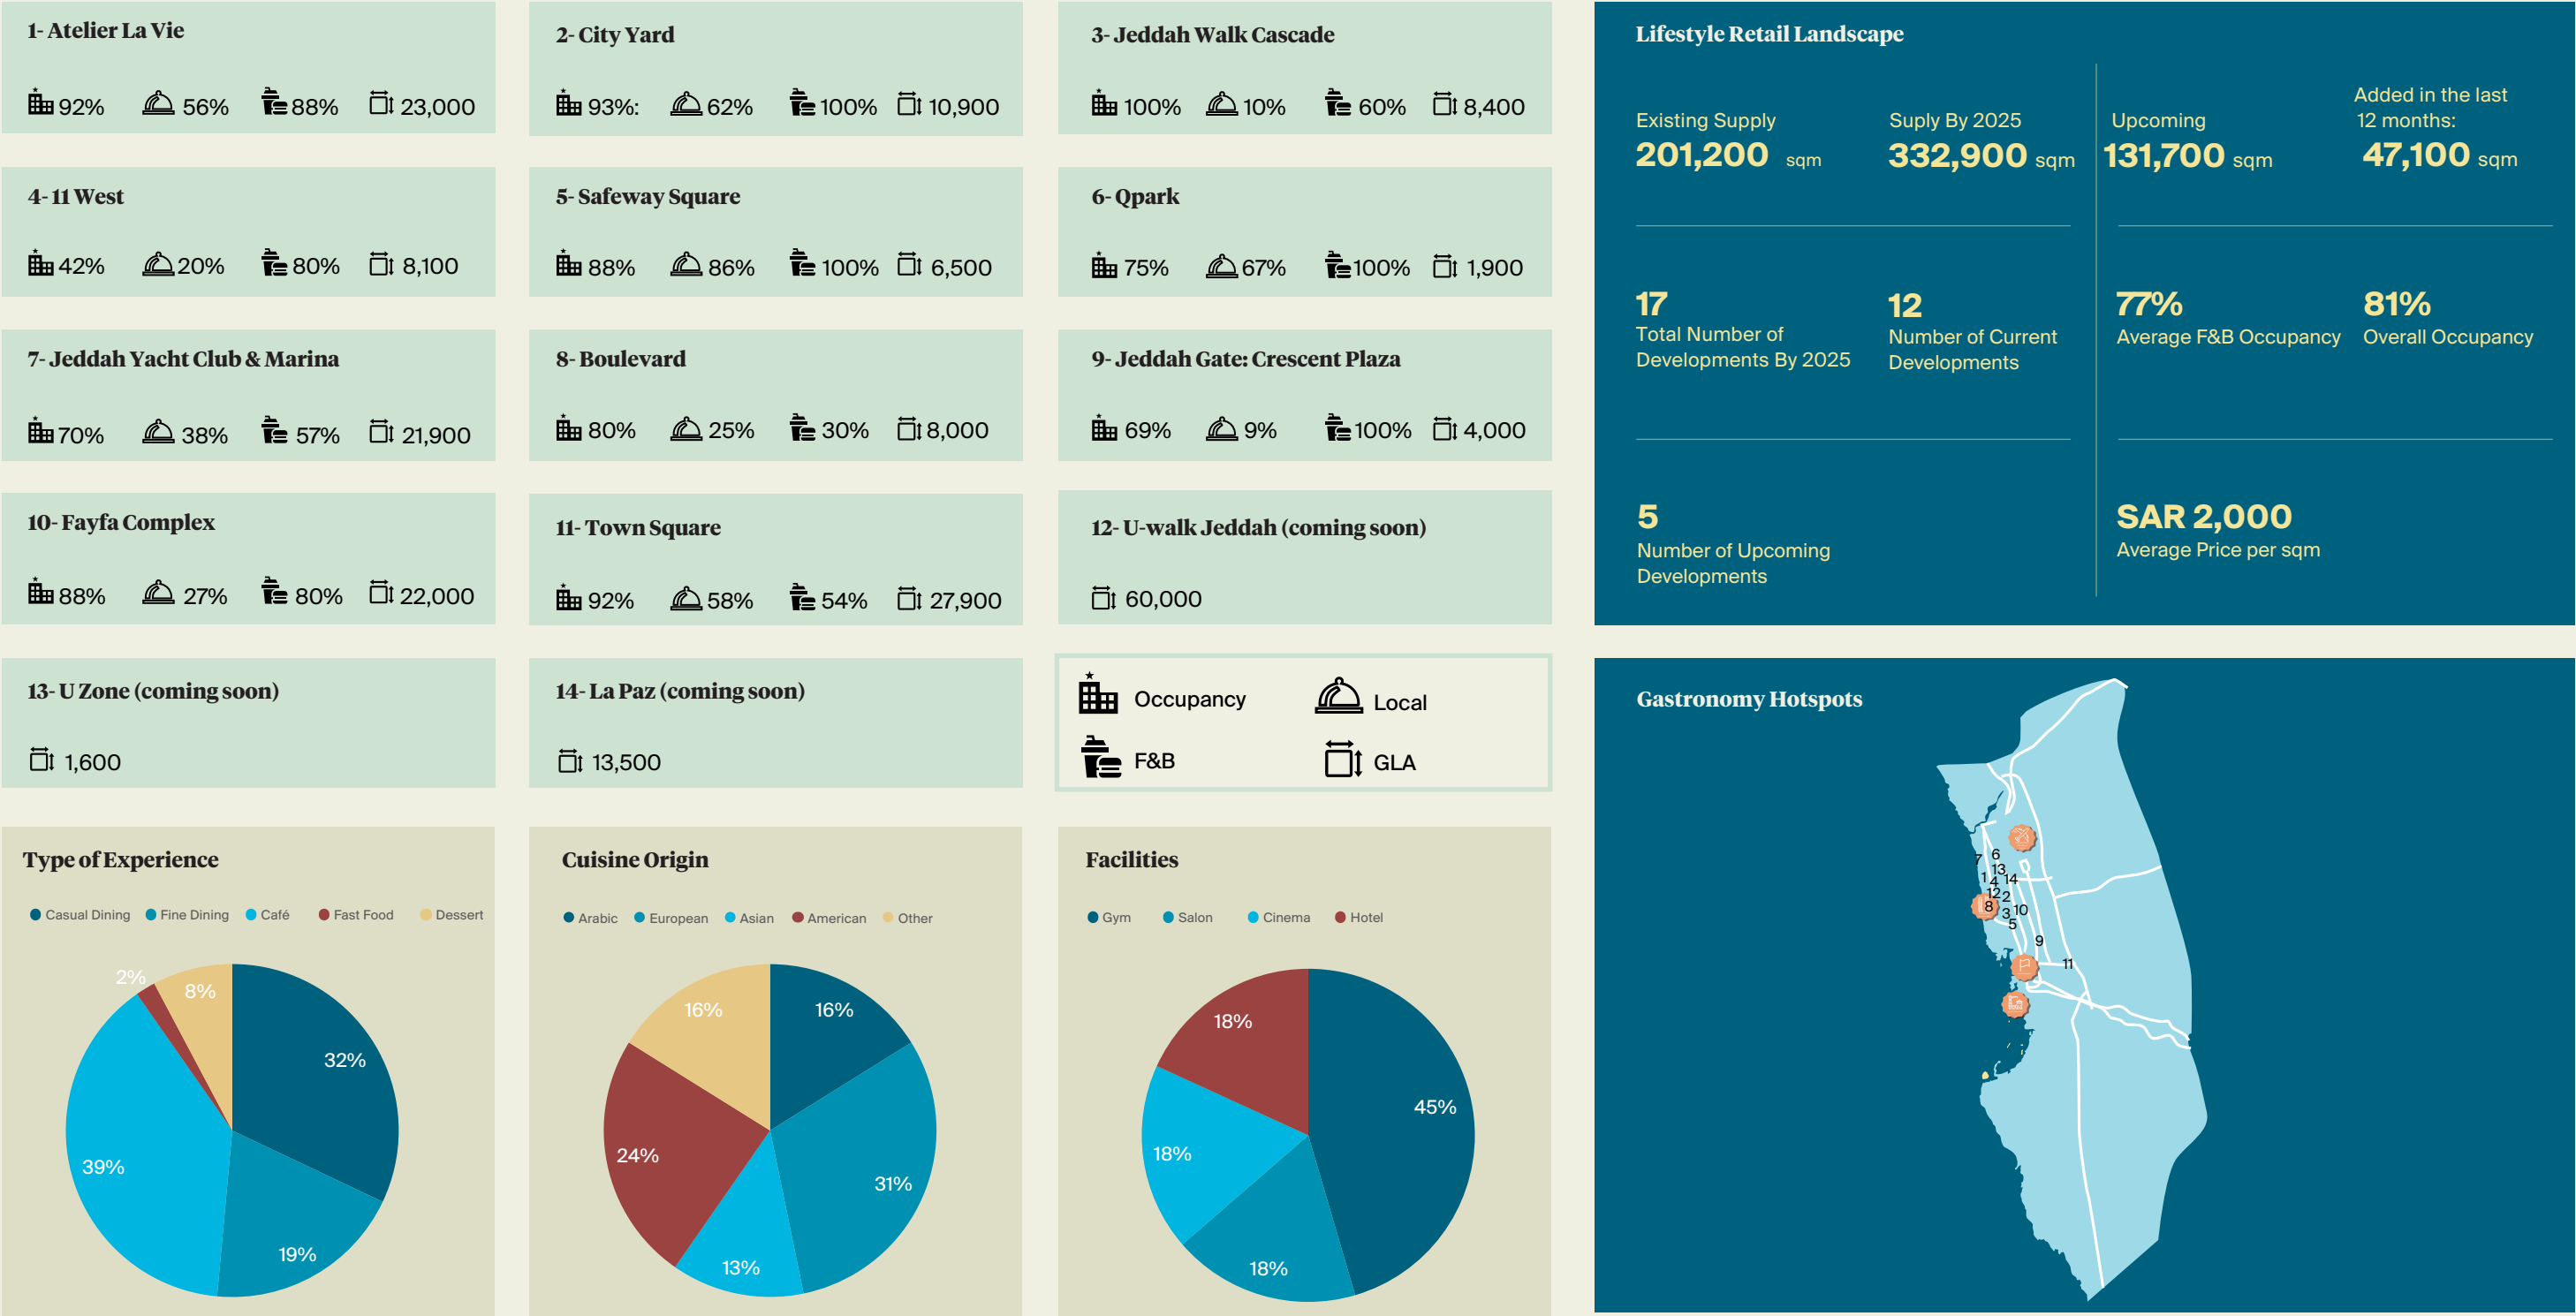 1- Atelier La Vie
92% 56% 88% 23,000
2- City Yard
93%: 62% 100% 10,900
3- Jeddah Walk Cascade
100% 10% 60% 8,400
4- 11 West
42% 20% 80% 8,100
5- Safeway Square
88% 86% 100% 6,500
6- Qpark
75% 67% 100% 1,900
7- Jeddah Yacht Club & Marina
70% 38% 57% 21,900
8- Boulevard
80% 25% 30% 8,000
9- Jeddah Gate: Crescent Plaza
69% 9% 100% 4,000
10- Fayfa Complex
88% 27% 80% 22,000
11- Town Square
92% 58% 54% 27,900
12- U-walk Jeddah (coming soon)
60,000
13- U Zone (coming soon)
1,600
14- La Paz (coming soon)
13,500
Occupancy Local
F&B GLA
Lifestyle Retail Landscape
Existing Supply
201,200 sqm
Suply By 2025
332,900 sqm
Upcoming
131,700 sqm
Added in the last
12 months:
47,100 sqm
17
Total Number of
Developments By 2025
12
Number of Current
Developments
77%
Average F&B Occupancy
81%
Overall Occupancy
5
Number of Upcoming
Developments
SAR 2,000
Average Price per sqm
Type of Experience
Casual Dining Fine Dining Café Fast Food Dessert
2%
8%
32%
39%
19%
Cuisine Origin
Arabic European Asian American Other
16% 16%
24%
31%
13%
Facilities
Gym Salon Cinema Hotel
18%
45%
18%
18%
Gastronomy Hotspots
7 6
13
1 4 14
12 2
8 3 10
5
9
11